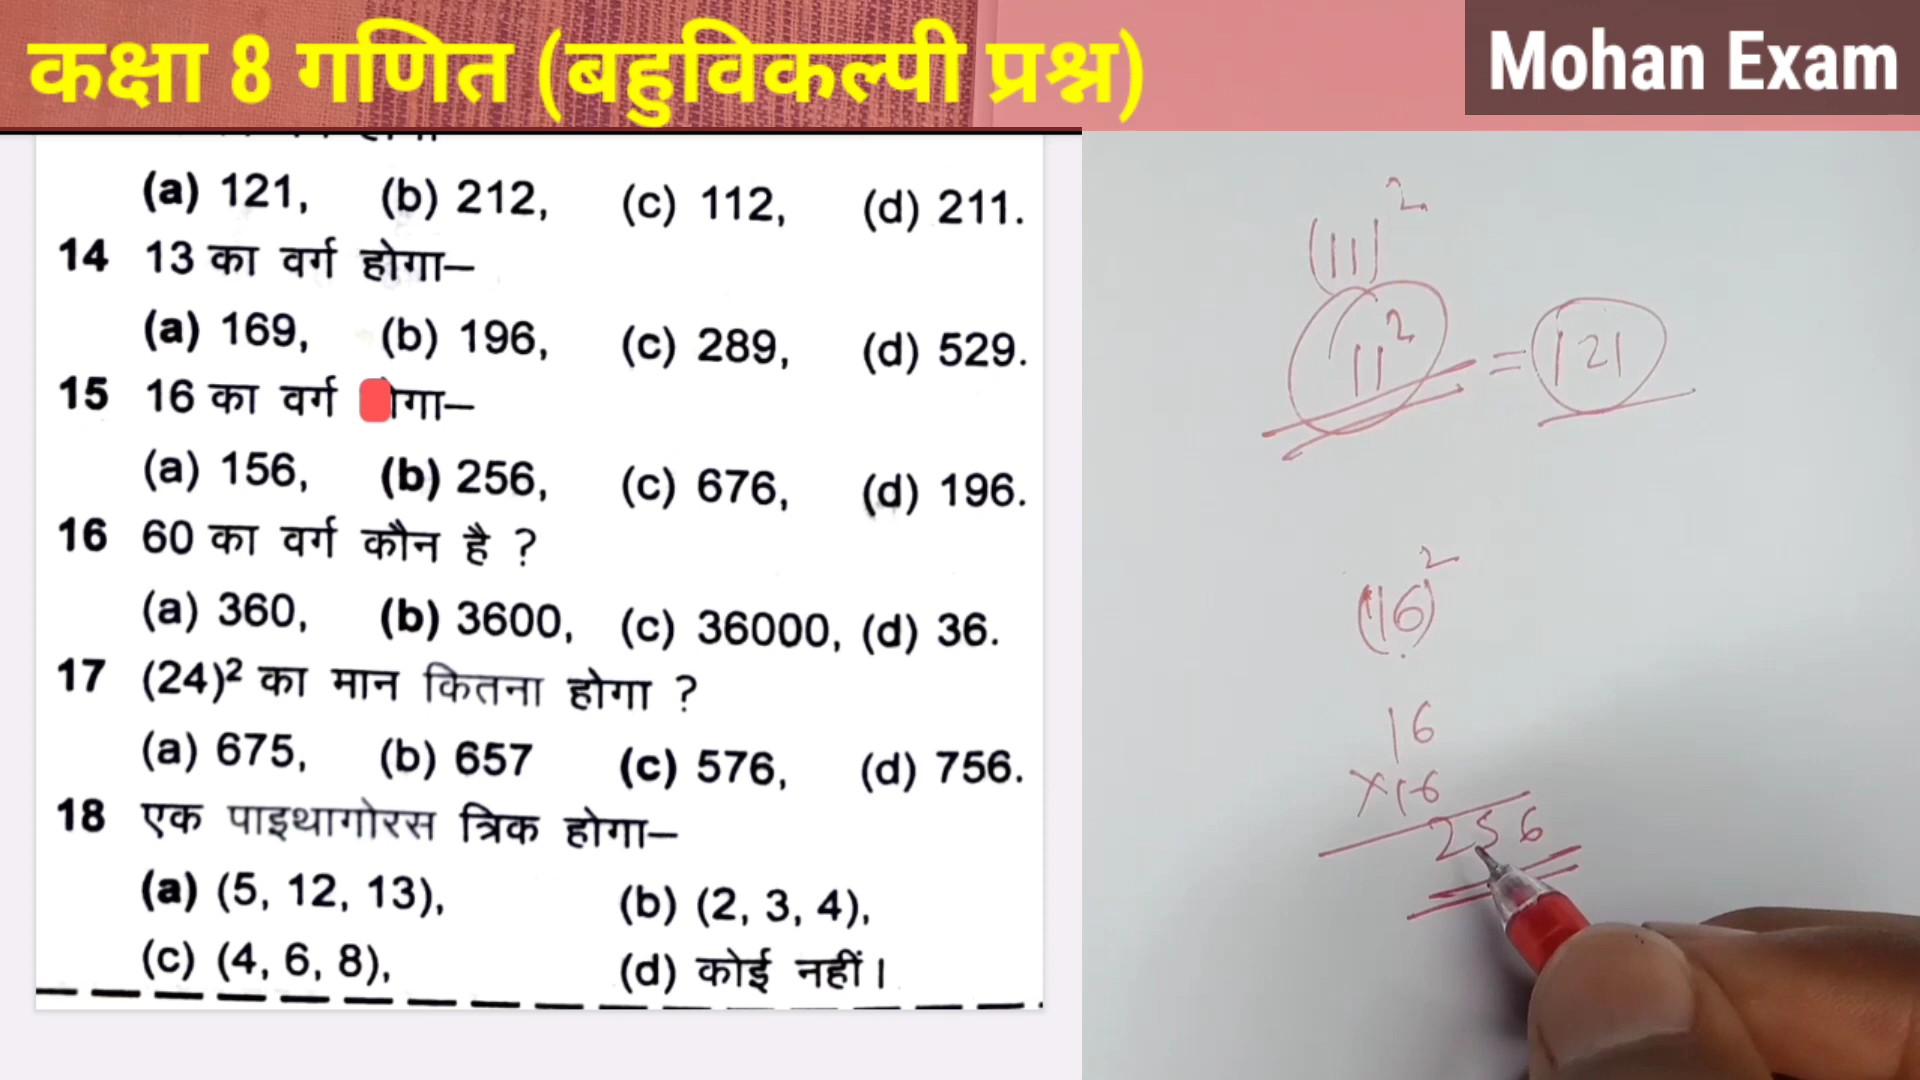 कक्षा 8 गणित (बहुविकल्पी प्रश्न)
Mohan Exam
(a) 121, (b) 212, (c) 112, (d) 211.
14 13 का वर्ग होगा—
(a) 169, (b) 196, (c) 289, (d) 529.
15 16 का वर्ग
(a) 156, (b) 256, (c) 676, (d) 196.
16 60 का वर्ग कौन है ?
(a) 360, (b) 3600, (c) 36000, (d) 36.
17 (24)² का मान कितना होगा ?
(a) 675, (b) 657 (c) 576, (d) 756.
18 एक पाइथागोरस त्रिक होगा—
(a) (5, 12, 13), (b) (2, 3, 4),
(c) (4, 6, 8), (d) कोई नहीं।
(11)²
11² = 121
(16)²
16
×16
256